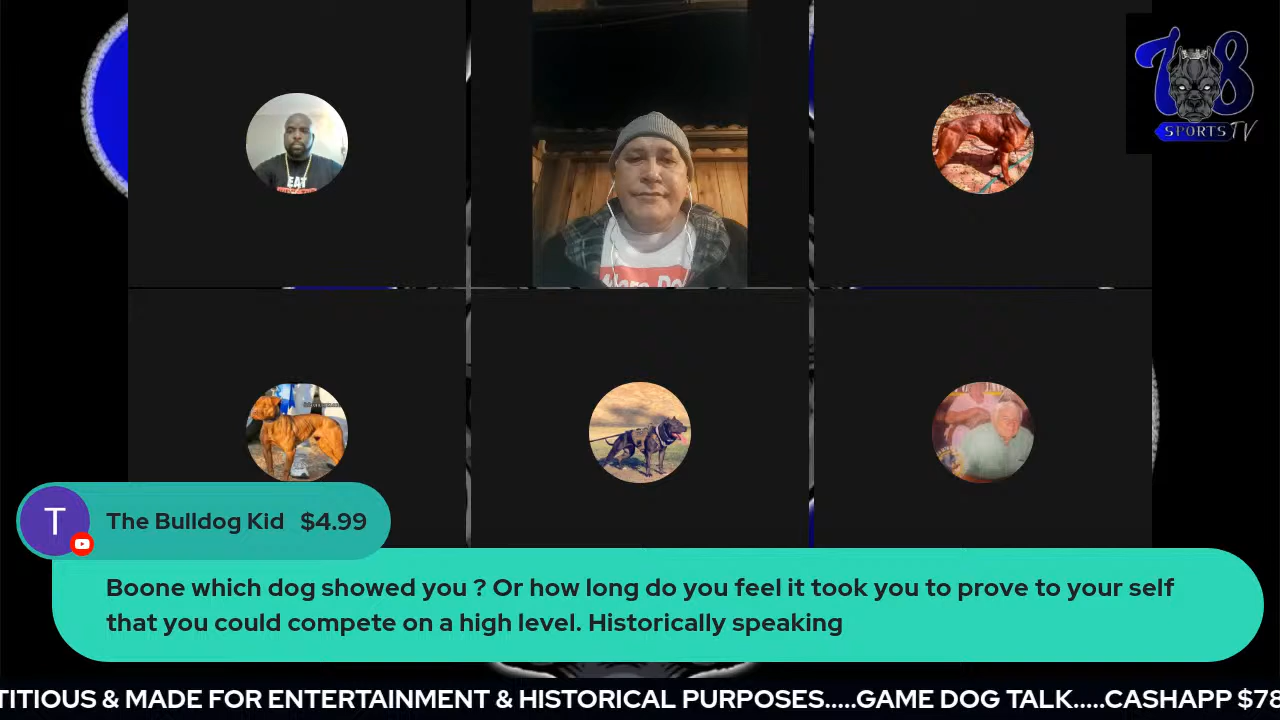 78
SPORTS TV
EAT
The Bulldog Kid $4.99
T
Boone which dog showed you ? Or how long do you feel it took you to prove to your self
that you could compete on a high level. Historically speaking
TITIOUS & MADE FOR ENTERTAINMENT & HISTORICAL PURPOSES.....GAME DOG TALK.....CASHAPP $78